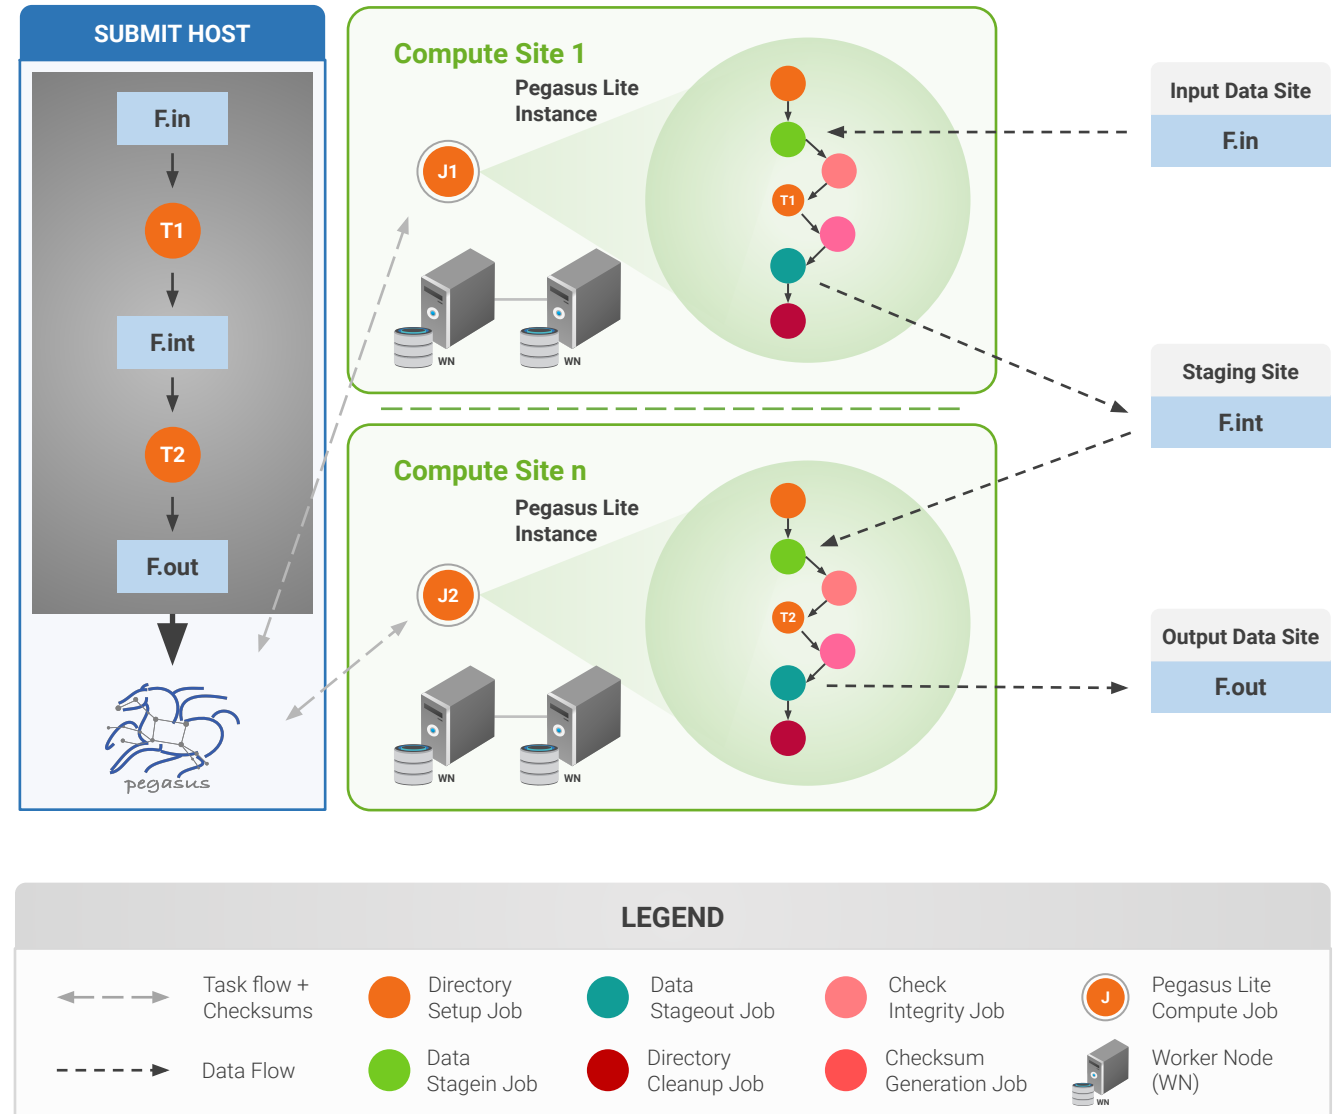 SUBMIT HOST
F.in
T1
F.int
T2
F.out
pegasus
Compute Site 1
Pegasus Lite
Instance
J1
T1
WN
WN
Compute Site n
Pegasus Lite
Instance
J2
T2
WN
WN
Input Data Site
F.in
Staging Site
F.int
Output Data Site
F.out
LEGEND
Task flow +
Checksums
Directory
Setup Job
Data
Stageout Job
Check
Integrity Job
J
Pegasus Lite
Compute Job
Data Flow
Data
Stagein Job
Directory
Cleanup Job
Checksum
Generation Job
WN
Worker Node
(WN)